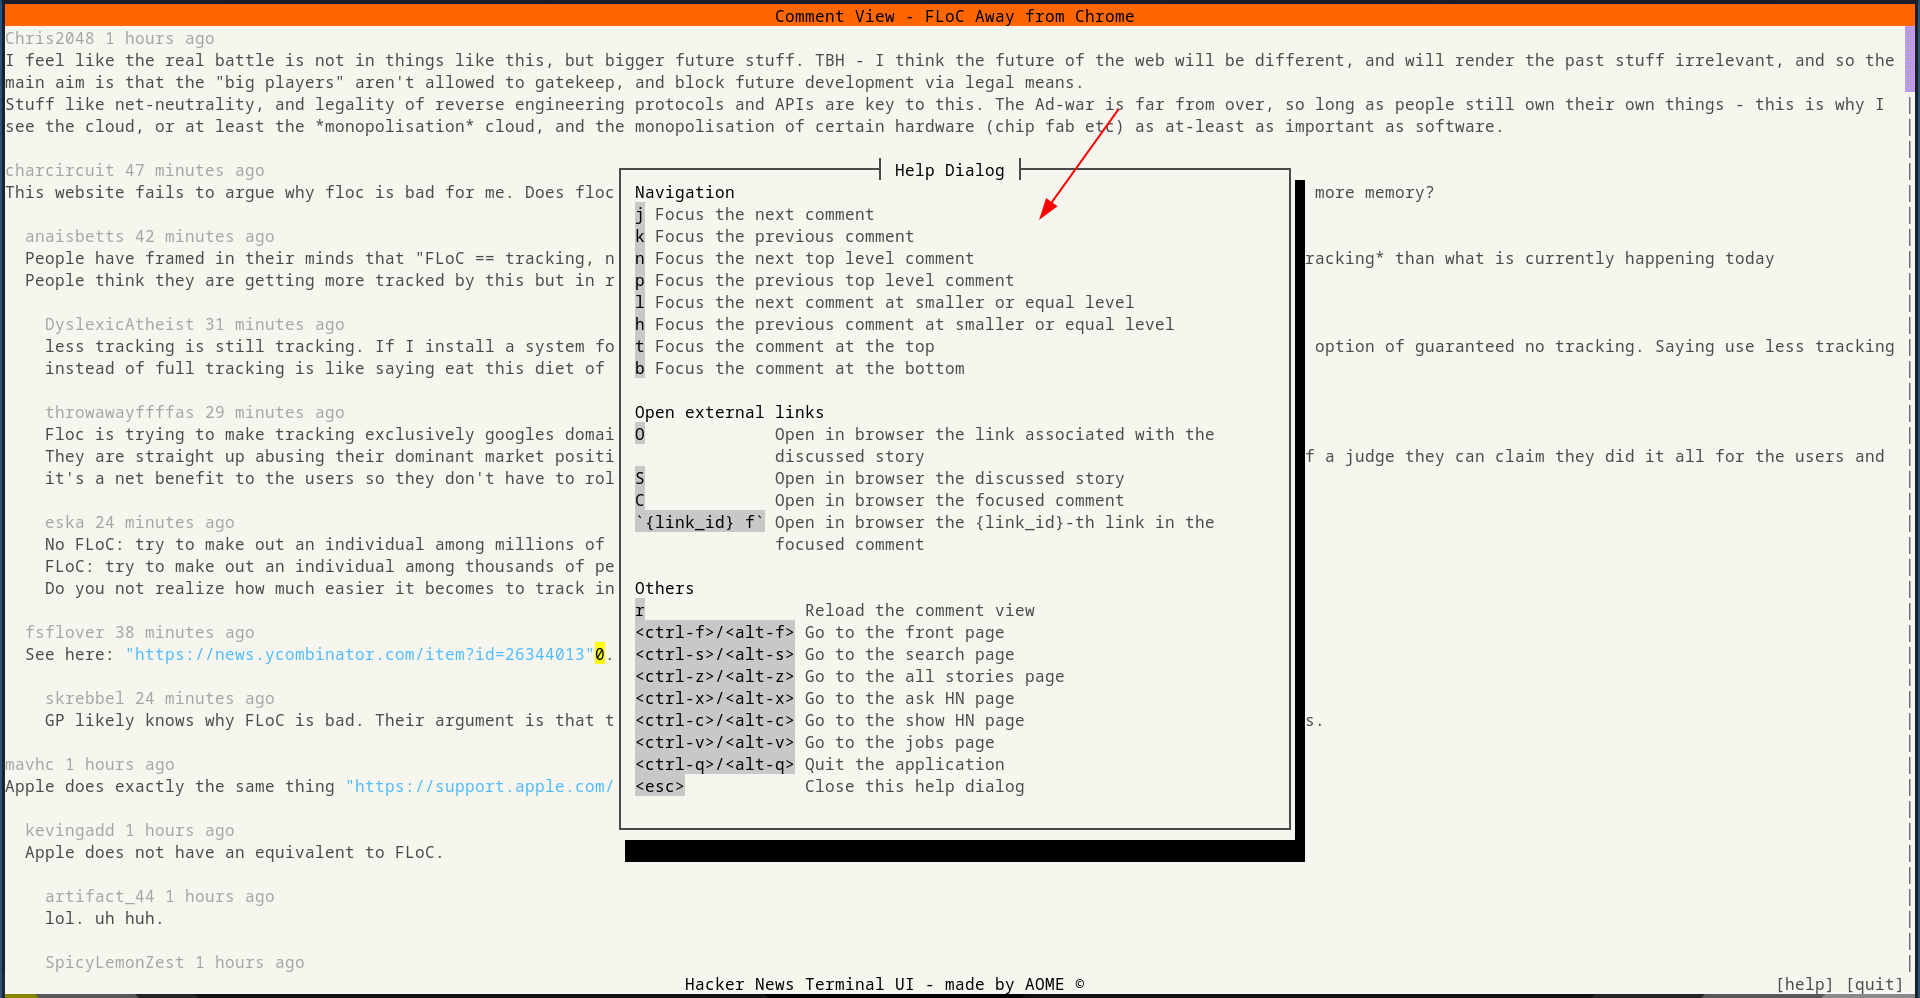 Comment View - FLoC Away from Chrome
Chris2048 1 hours ago
I feel like the real battle is not in things like this, but bigger future stuff. TBH - I think the future of the web will be different, and will render the past stuff irrelevant, and so the
main aim is that the "big players" aren't allowed to gatekeep, and block future development via legal means.
Stuff like net-neutrality, and legality of reverse engineering protocols and APIs are key to this. The Ad-war is far from over, so long as people still own their own things - this is why I
see the cloud, or at least the *monopolisation* cloud, and the monopolisation of certain hardware (chip fab etc) as at-least as important as software.
charcircuit 47 minutes ago
This website fails to argue why floc is bad for me. Does floc more memory?
anaisbetts 42 minutes ago
People have framed in their minds that "FLoC == tracking, n racking* than what is currently happening today
People think they are getting more tracked by this but in r
DyslexicAtheist 31 minutes ago
less tracking is still tracking. If I install a system fo option of guaranteed no tracking. Saying use less tracking
instead of full tracking is like saying eat this diet of
throwawayffffas 29 minutes ago
Floc is trying to make tracking exclusively googles domai
They are straight up abusing their dominant market positi f a judge they can claim they did it all for the users and
it's a net benefit to the users so they don't have to rol
eska 24 minutes ago
No FLoC: try to make out an individual among millions of
FLoC: try to make out an individual among thousands of pe
Do you not realize how much easier it becomes to track in
fsflover 38 minutes ago
See here: "https://news.ycombinator.com/item?id=26344013"0.
skrebbel 24 minutes ago
GP likely knows why FLoC is bad. Their argument is that t s.
mavhc 1 hours ago
Apple does exactly the same thing "https://support.apple.com/
kevingadd 1 hours ago
Apple does not have an equivalent to FLoC.
artifact_44 1 hours ago
lol. uh huh.
SpicyLemonZest 1 hours ago
Help Dialog
Navigation
j Focus the next comment
k Focus the previous comment
n Focus the next top level comment
p Focus the previous top level comment
l Focus the next comment at smaller or equal level
h Focus the previous comment at smaller or equal level
t Focus the comment at the top
b Focus the comment at the bottom
Open external links
O Open in browser the link associated with the
discussed story
S Open in browser the discussed story
C Open in browser the focused comment
`{link_id} f` Open in browser the {link_id}-th link in the
focused comment
Others
r Reload the comment view
<ctrl-f>/<alt-f> Go to the front page
<ctrl-s>/<alt-s> Go to the search page
<ctrl-z>/<alt-z> Go to the all stories page
<ctrl-x>/<alt-x> Go to the ask HN page
<ctrl-c>/<alt-c> Go to the show HN page
<ctrl-v>/<alt-v> Go to the jobs page
<ctrl-q>/<alt-q> Quit the application
<esc> Close this help dialog
Hacker News Terminal UI - made by AOME ©
[help] [quit]